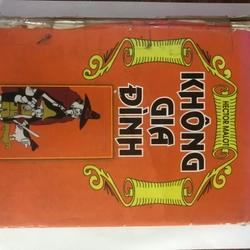 HECTOR MALOT
KHÔNG
GIA
ĐÌNH